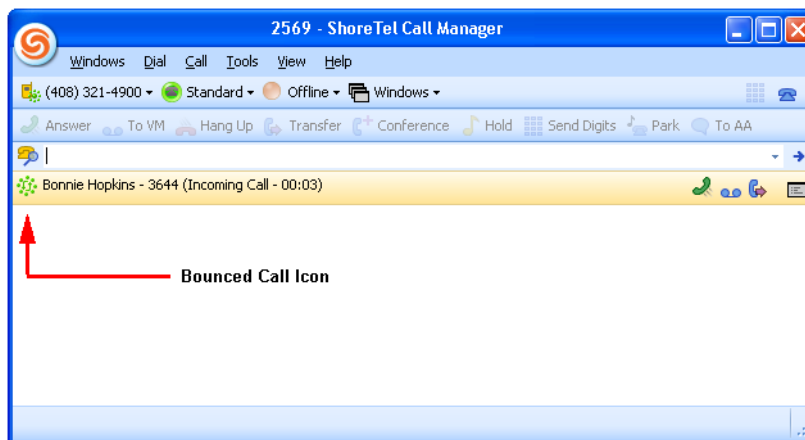 2569 - ShoreTel Call Manager
Windows Dial Call Tools View Help
(408) 321-4900 Standard Offline Windows
Answer To VM Hang Up Transfer Conference Hold Send Digits Park To AA
Bonnie Hopkins - 3644 (Incoming Call - 00:03)
Bounced Call Icon